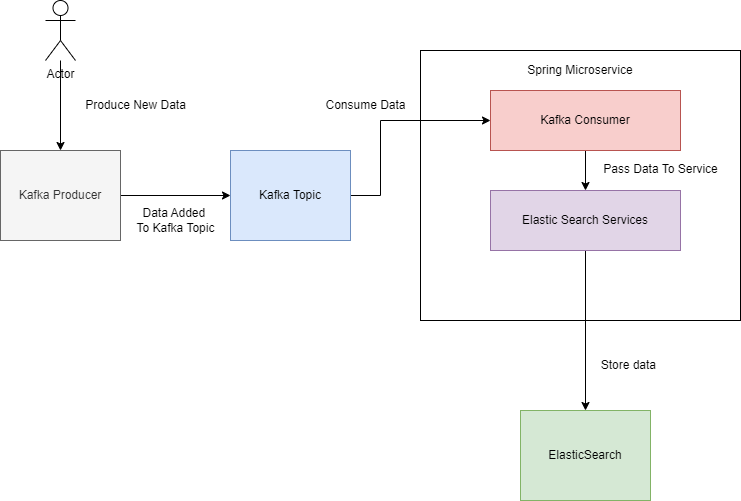 Actor
Produce New Data
Kafka Producer
Data Added
To Kafka Topic
Kafka Topic
Consume Data
Spring Microservice
Kafka Consumer
Pass Data To Service
Elastic Search Services
Store data
ElasticSearch